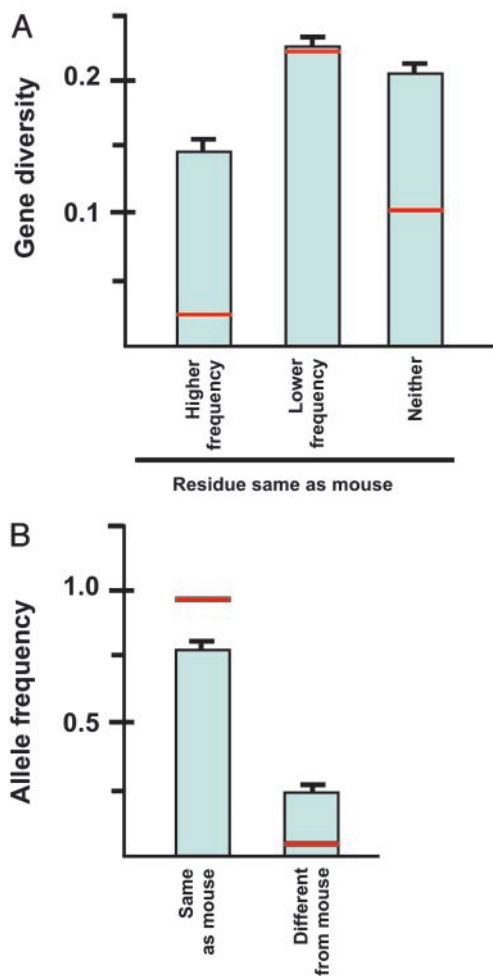 A
Gene diversity
0.2
0.1
Higher
frequency
Lower
frequency
Neither
Residue same as mouse
B
Allele frequency
1.0
0.5
Same
as mouse
Different
from mouse